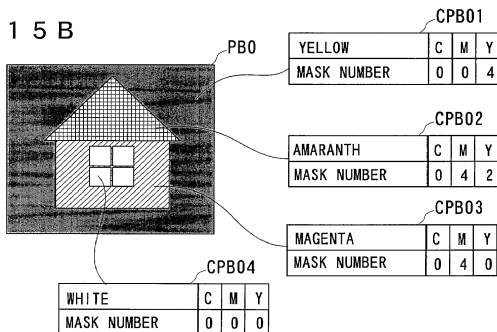 15B
PB0
CPB01
YELLOW C M Y
MASK NUMBER 0 0 4
CPB02
AMARANTH C M Y
MASK NUMBER 0 4 2
CPB03
MAGENTA C M Y
MASK NUMBER 0 4 0
CPB04
WHITE C M Y
MASK NUMBER 0 0 0